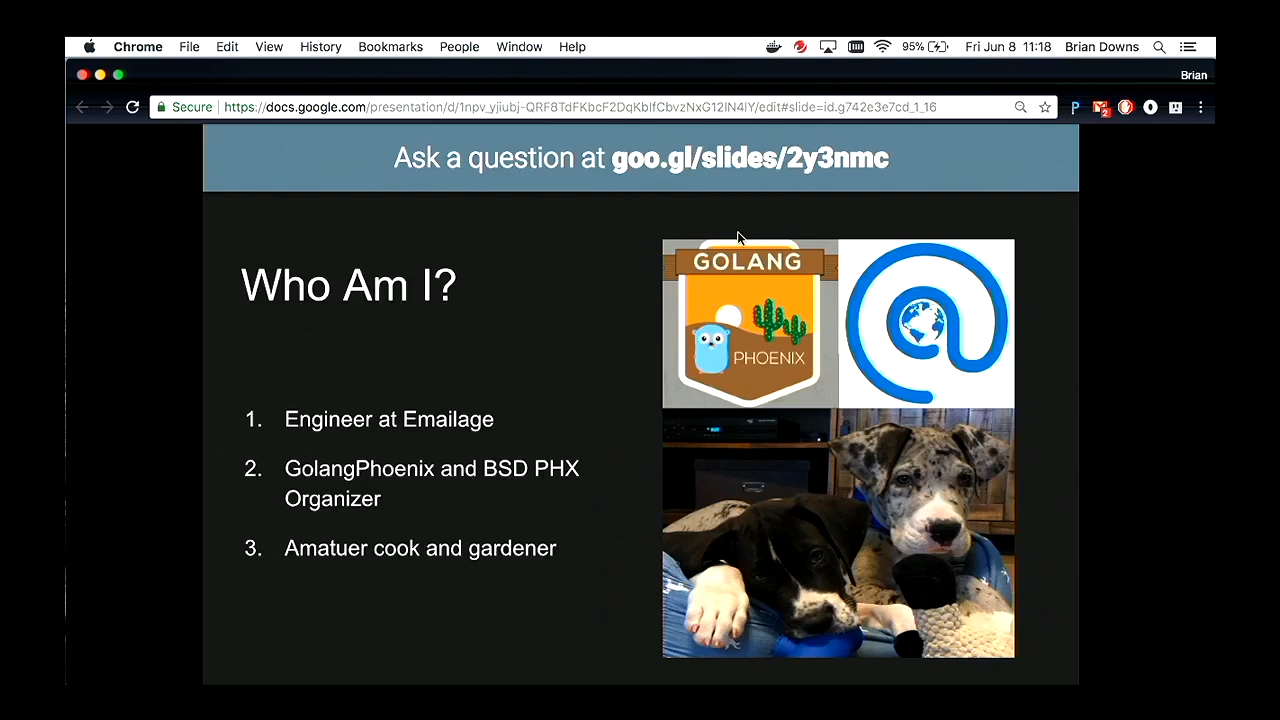 Chrome File Edit View History Bookmarks People Window Help 95% Fri Jun 8 11:18 Brian Downs
Brian
Secure https://docs.google.com/presentation/d/1npv_yjiubj-QRF8TdFKbcF2DqKbIfCbvzNxG12IN4IY/edit#slide=id.g742e3e7cd_1_16
Ask a question at goo.gl/slides/2y3nmc
GOLANG
PHOENIX
Who Am I?
1. Engineer at Emailage
2. GolangPhoenix and BSD PHX
Organizer
3. Amatuer cook and gardener